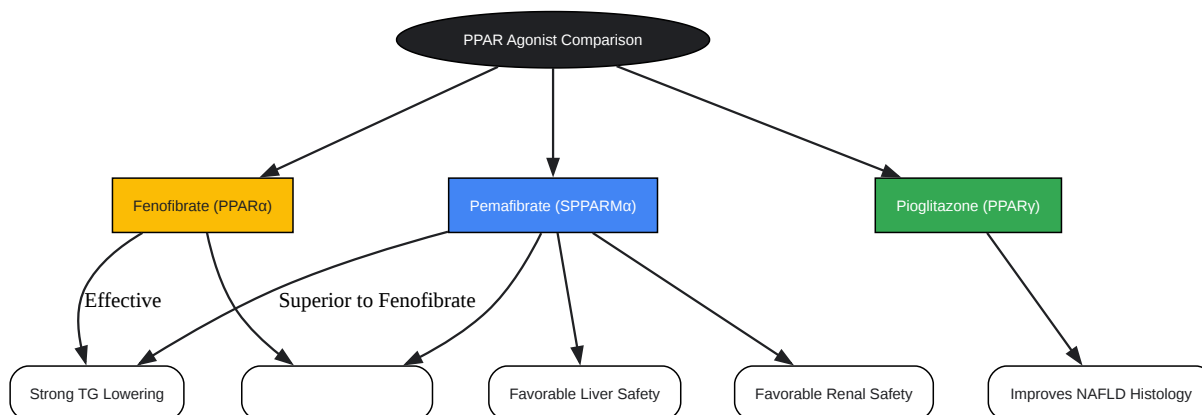 PPAR Agonist Comparison
Fenofibrate (PPARα)
Pemafibrate (SPPARMα)
Pioglitazone (PPARγ)
Effective
Superior to Fenofibrate
Strong TG Lowering
Favorable Liver Safety
Favorable Renal Safety
Improves NAFLD Histology